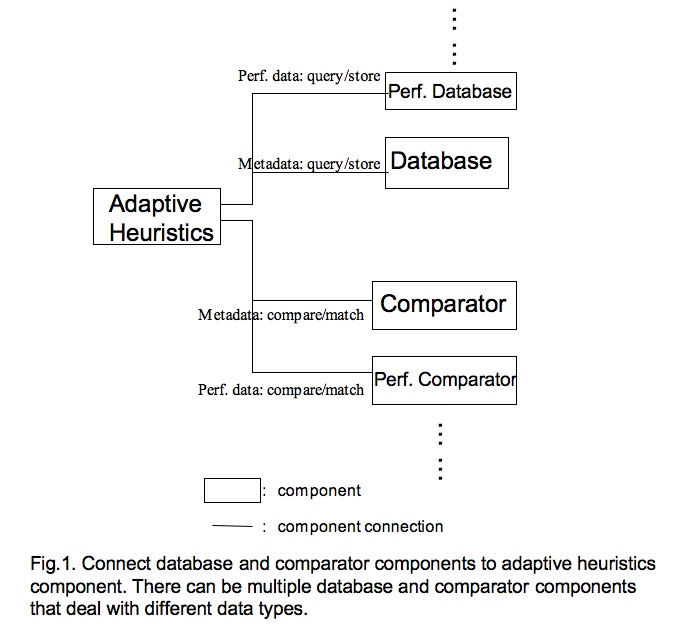 Perf. data: query/store
Perf. Database
Metadata: query/store
Database
Adaptive
Heuristics
Comparator
Metadata: compare/match
Perf. Comparator
Perf. data: compare/match
: component
: component connection
Fig.1. Connect database and comparator components to adaptive heuristics
component. There can be multiple database and comparator components
that deal with different data types.